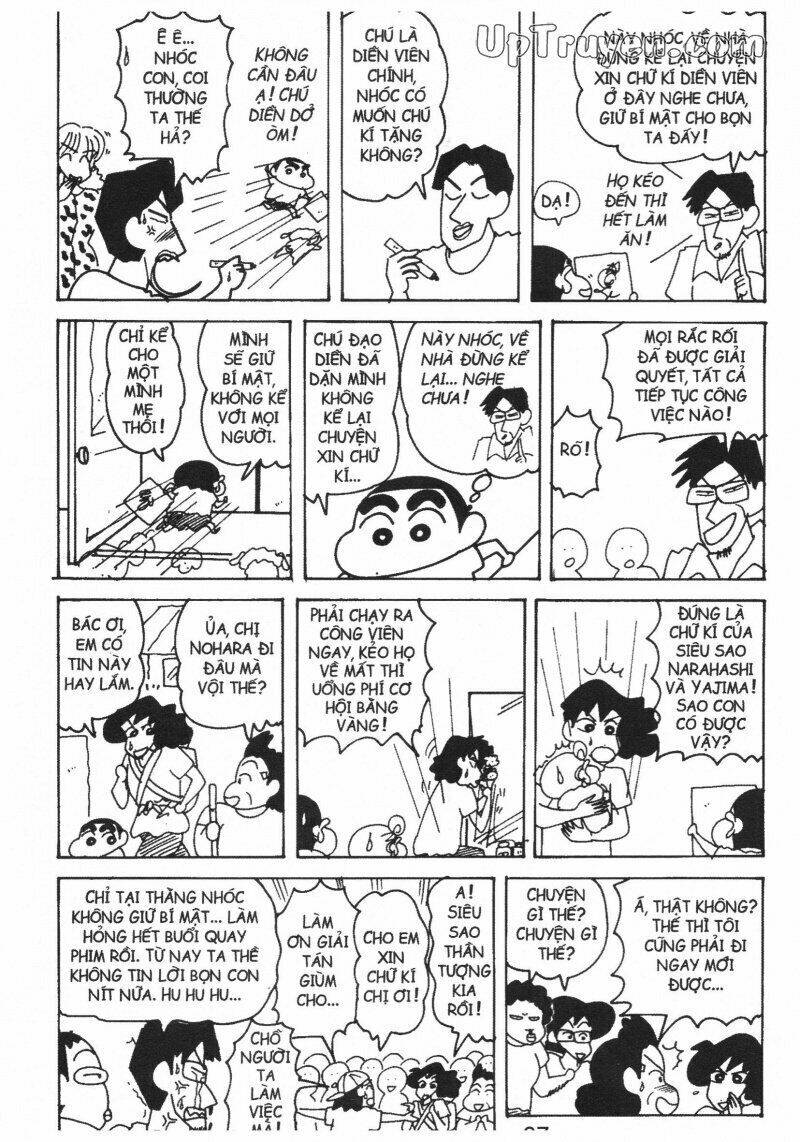 UpTruyen.com
NÀY NHÓC, VỀ NHÀ
ĐỪNG KỂ LẠI CHUYỆN
XIN CHỮ KÍ DIỄN VIÊN
Ở ĐÂY NGHE CHƯA,
GIỮ BÍ MẬT CHO BỌN
TA ĐẤY!
HỌ KÉO
ĐẾN THÌ
HẾT LÀM
ĂN!
DẠ!
CHÚ LÀ
DIỄN VIÊN
CHÍNH,
NHÓC CÓ
MUỐN CHÚ
KÍ TẶNG
KHÔNG?
KHÔNG
CẦN ĐÂU
Ạ! CHÚ
DIỄN DỞ
ÒM!
Ê Ê...
NHÓC
CON, COI
THƯỜNG
TA THẾ
HẢ?
MỌI RẮC RỐI
ĐÃ ĐƯỢC GIẢI
QUYẾT, TẤT CẢ
TIẾP TỤC CÔNG
VIỆC NÀO!
RÕ!
NÀY NHÓC, VỀ
NHÀ ĐỪNG KỂ
LẠI... NGHE
CHƯA!
CHÚ ĐẠO
DIỄN ĐÃ
DẶN MÌNH
KHÔNG
KỂ LẠI
CHUYỆN
XIN CHỮ
KÍ...
MÌNH
SẼ GIỮ
BÍ MẬT,
KHÔNG KỂ
VỚI MỌI
NGƯỜI.
CHỈ KỂ
CHO
MỘT
MÌNH
MẸ
THÔI!
ĐÚNG LÀ
CHỮ KÍ CỦA
SIÊU SAO
NARAHASHI
VÀ YAJIMA!
SAO CON
CÓ ĐƯỢC
VẬY?
PHẢI CHẠY RA
CÔNG VIÊN
NGAY, KẺO HỌ
VỀ MẤT THÌ
UỔNG PHÍ CƠ
HỘI BẰNG
VÀNG!
ỦA, CHỊ
NOHARA ĐI
ĐÂU MÀ
VỘI THẾ?
BÁC ƠI,
EM CÓ
TIN NÀY
HAY LẮM.
...
Á, THẬT KHÔNG?
THẾ THÌ TÔI
CŨNG PHẢI ĐI
NGAY MỚI
ĐƯỢC...
CHUYỆN
GÌ THẾ?
CHUYỆN GÌ
THẾ?
A!
SIÊU
SAO
THẦN
TƯỢNG
KIA
RỒI!
CHO EM
XIN
CHỮ KÍ
CHỊ ƠI!
LÀM
ƠN GIẢI
TÁN
GIÙM
CHO...
CHỖ
NGƯỜI
TA
LÀM
VIỆC
MÀ!
CHỈ TẠI THẰNG NHÓC
KHÔNG GIỮ BÍ MẬT... LÀM
HỎNG HẾT BUỔI QUAY
PHIM RỒI. TỪ NAY TA THỀ
KHÔNG TIN LỜI BỌN CON
NÍT NỮA. HU HU HU...